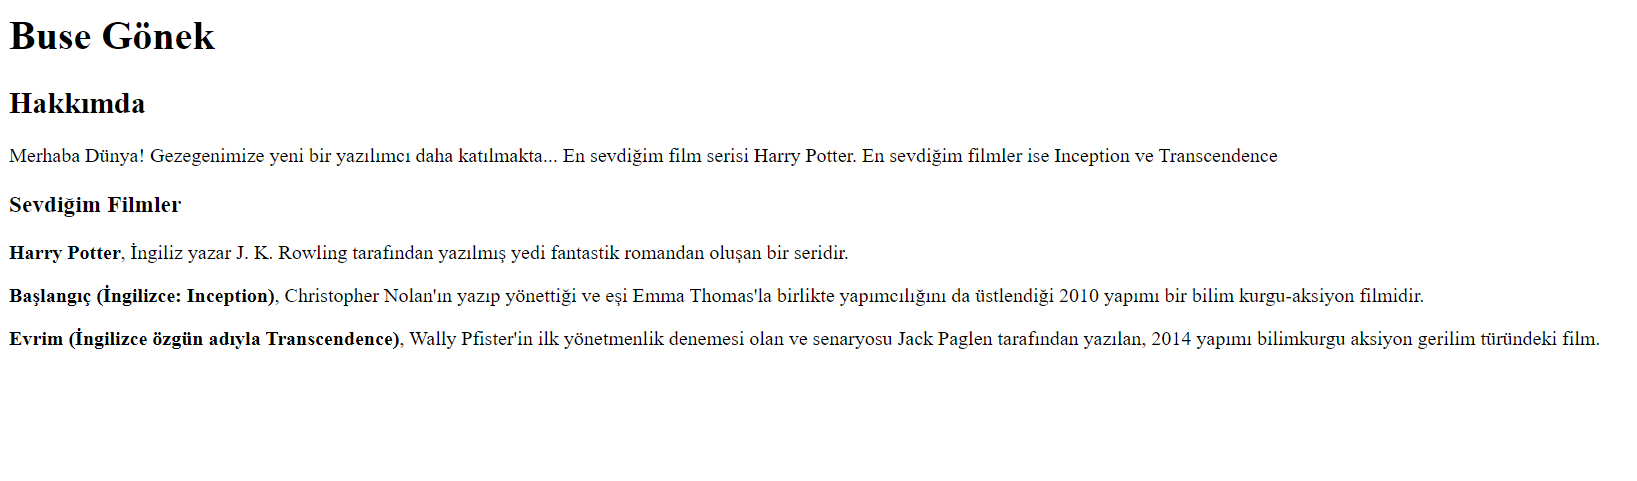 Buse Gönek
Hakkımda
Merhaba Dünya! Gezegenimize yeni bir yazılımcı daha katılmakta... En sevdiğim film serisi Harry Potter. En sevdiğim filmler ise Inception ve Transcendence
Sevdiğim Filmler
Harry Potter, İngiliz yazar J. K. Rowling tarafından yazılmış yedi fantastik romandan oluşan bir seridir.
Başlangıç (İngilizce: Inception), Christopher Nolan'ın yazıp yönettiği ve eşi Emma Thomas'la birlikte yapımcılığını da üstlendiği 2010 yapımı bir bilim kurgu-aksiyon filmidir.
Evrim (İngilizce özgün adıyla Transcendence), Wally Pfister'in ilk yönetmenlik denemesi olan ve senaryosu Jack Paglen tarafından yazılan, 2014 yapımı bilimkurgu aksiyon gerilim türündeki film.